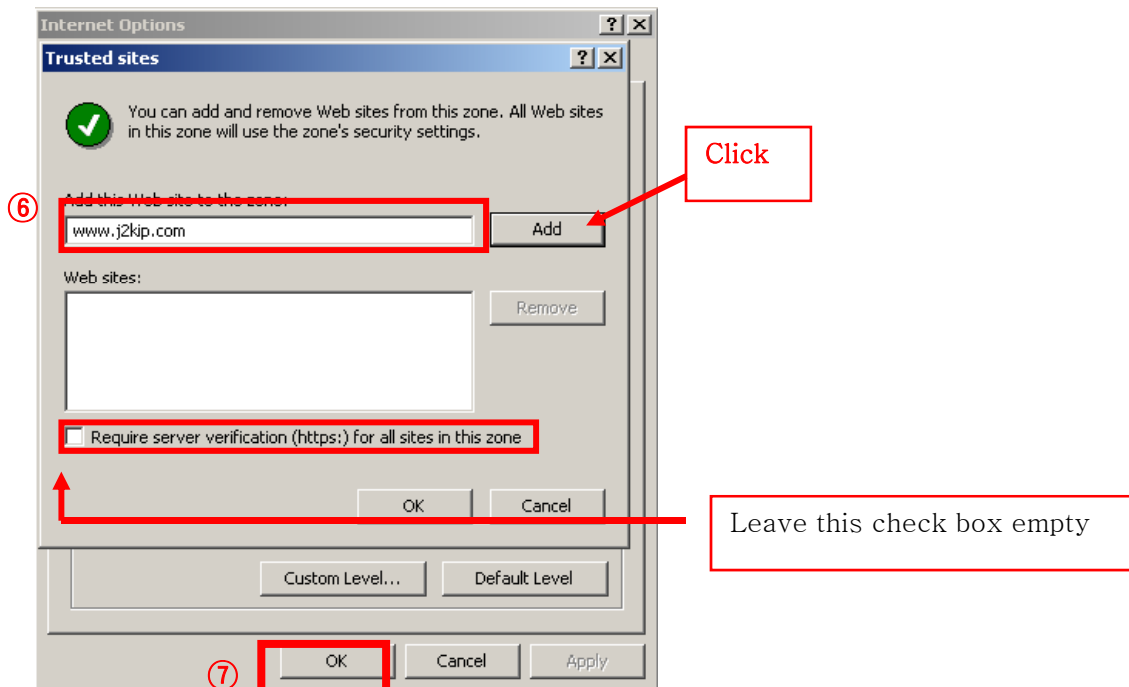 Internet Options
Trusted sites
You can add and remove Web sites from this zone. All Web sites
in this zone will use the zone's security settings.
Click
⑥
Add this Web site to the zone:
www.j2kip.com
Add
Web sites:
Remove
Require server verification (https:) for all sites in this zone
OK
Cancel
Leave this check box empty
Custom Level...
Default Level
⑦
OK
Cancel
Apply